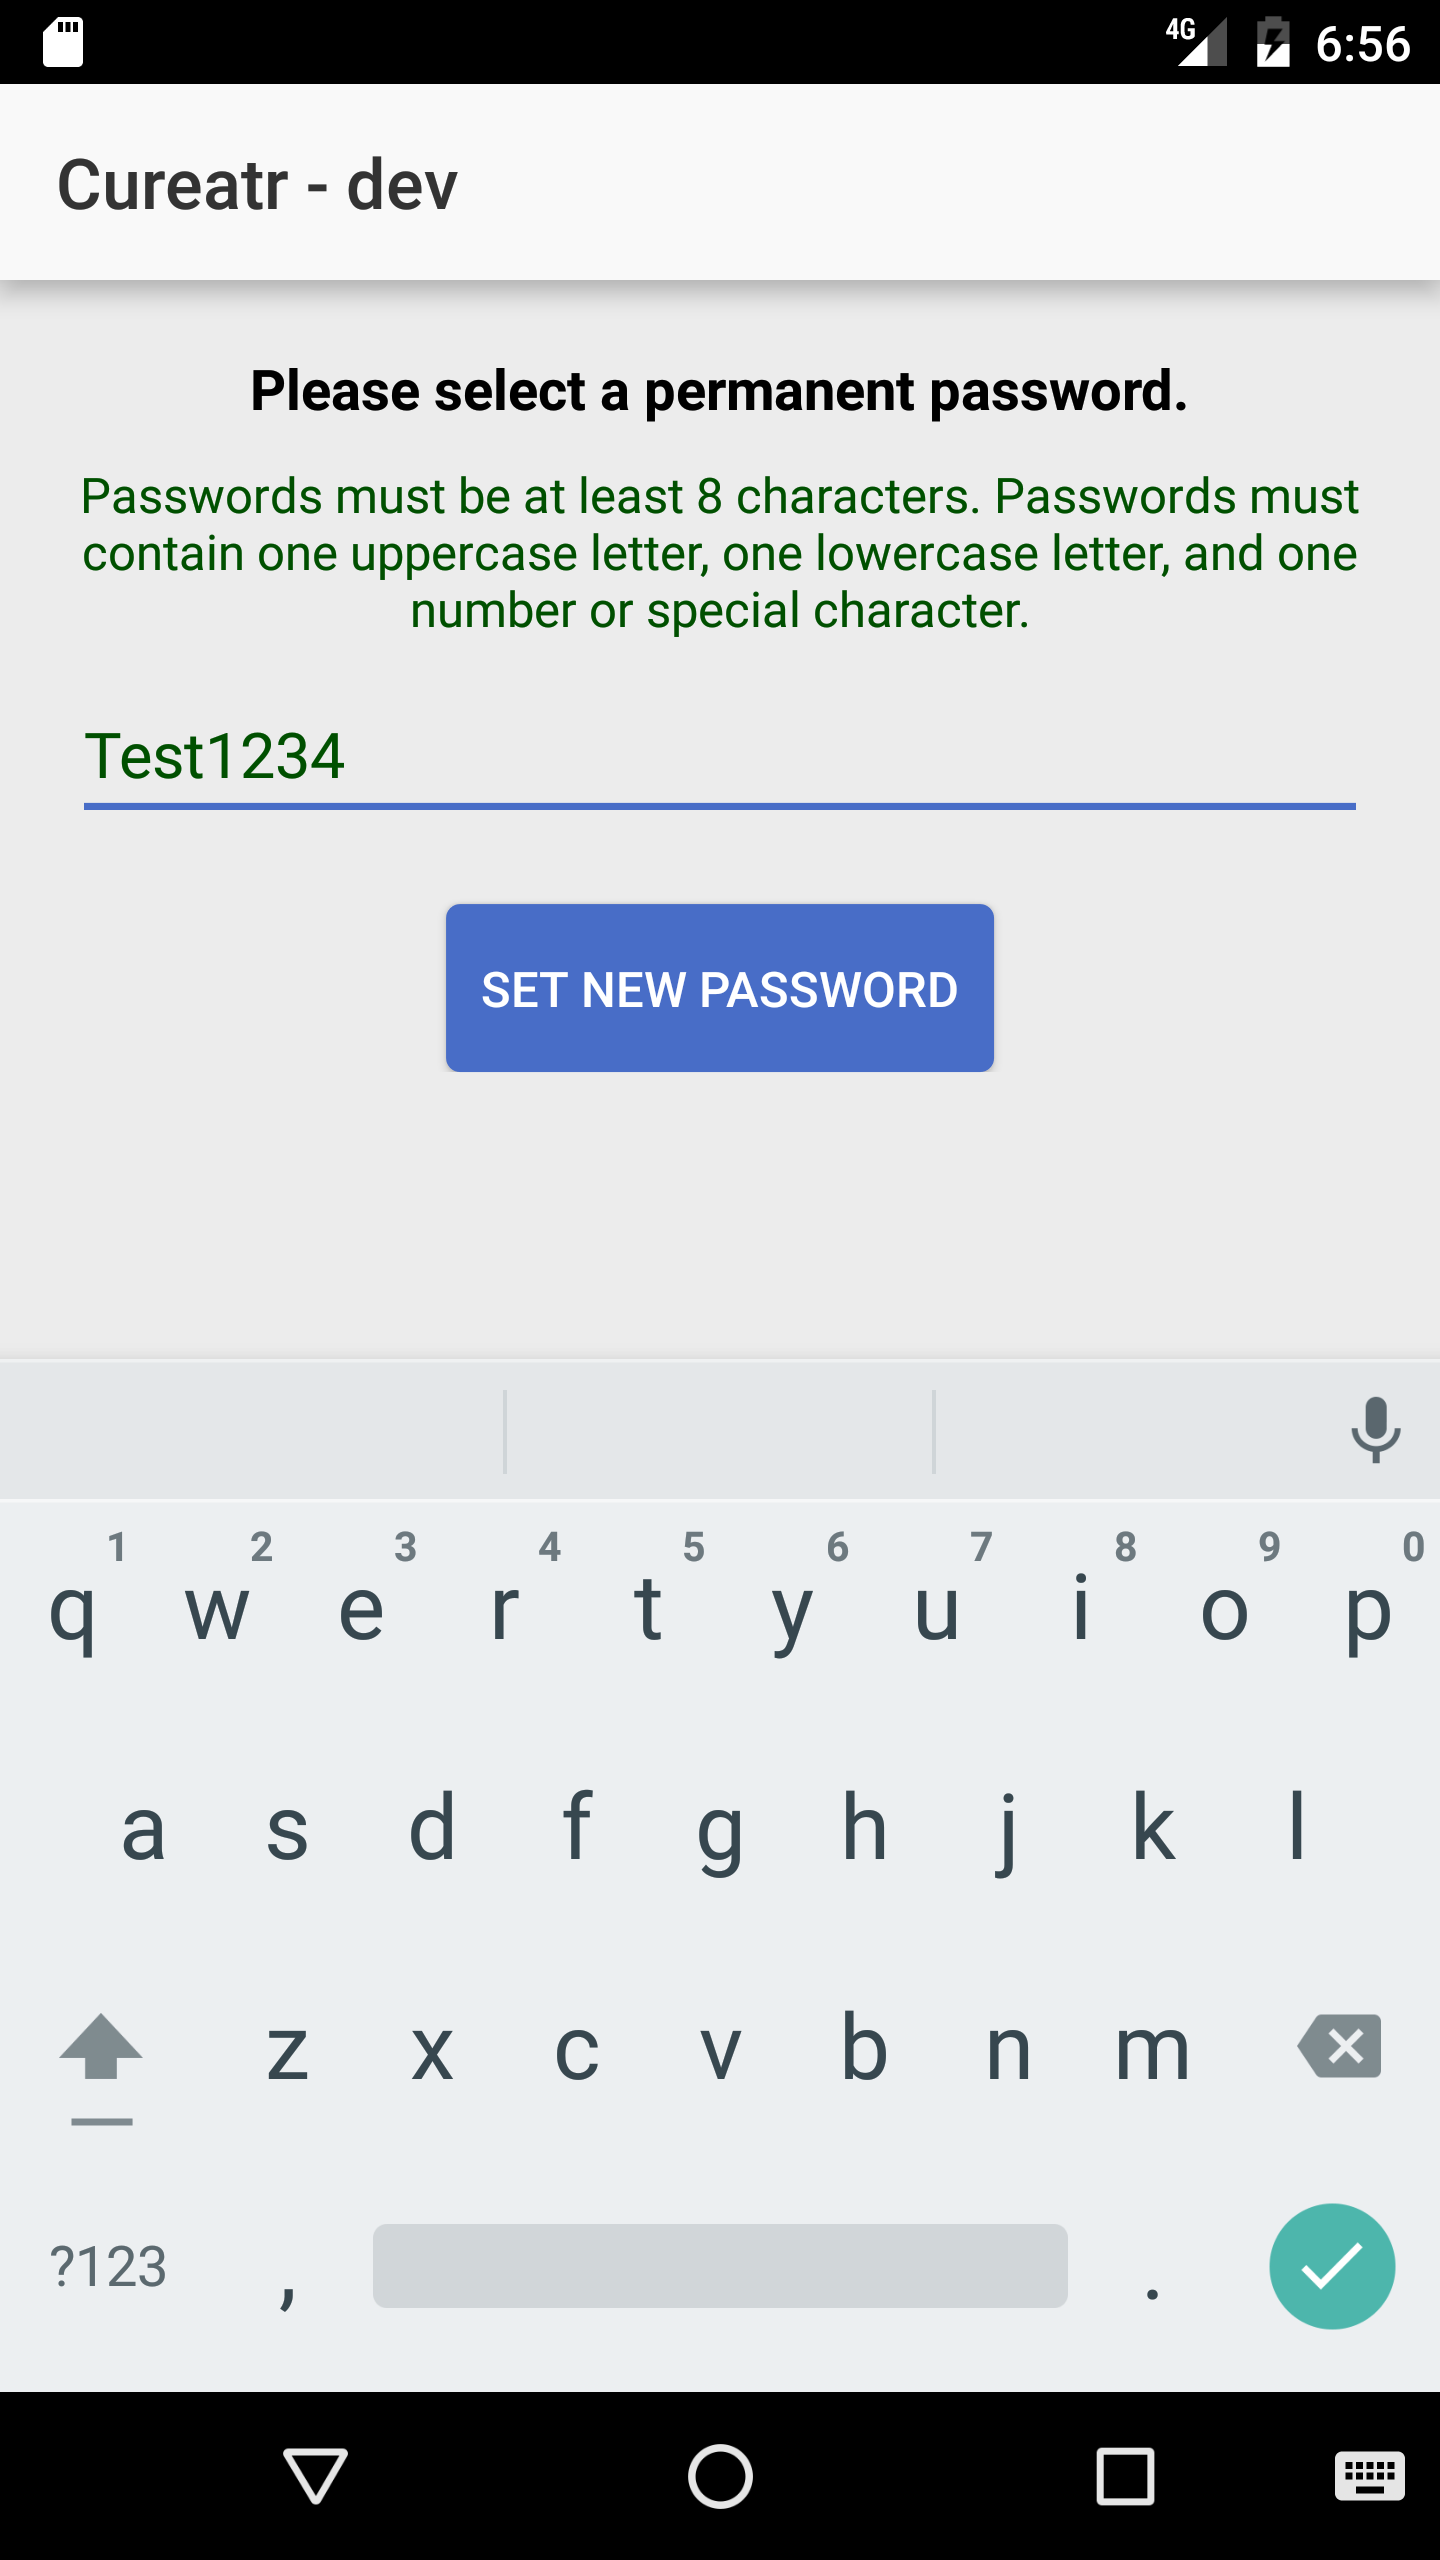 4G 6:56
Cureatr - dev
Please select a permanent password.
Passwords must be at least 8 characters. Passwords must
contain one uppercase letter, one lowercase letter, and one
number or special character.
Test1234
SET NEW PASSWORD
1 2 3 4 5 6 7 8 9 0
q w e r t y u i o p
a s d f g h j k l
z x c v b n m
?123 , .